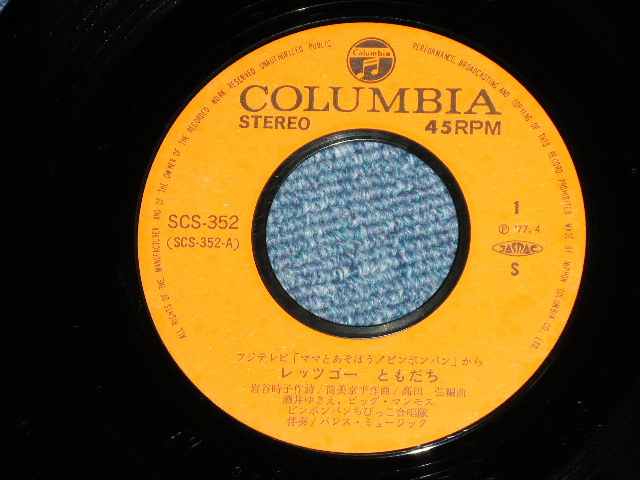 ALL RIGHTS OF THE MANUFACTURER AND OF THE OWNER OF THE RECORDED WORK RESERVED UNAUTHORIZED PUBLIC PERFORMANCE, BROADCASTING AND COPYING OF THIS RECORD PROHIBITED MADE BY NIPPON COLUMBIA CO., LTD.
Columbia
COLUMBIA
STEREO 45RPM
SCS-352
(SCS-352-A)
1
Ⓟ '77.4
JASRAC
S
フジテレビ「ママとあそぼう!ピンポンパン」から
レッツゴー ともだち
岩谷時子作詩/筒美京平作曲/高田 弘編曲
酒井ゆきえ,ビッグ・マンモス
ピンポンパンちびっこ合唱隊
伴奏/パレス・ミュージック